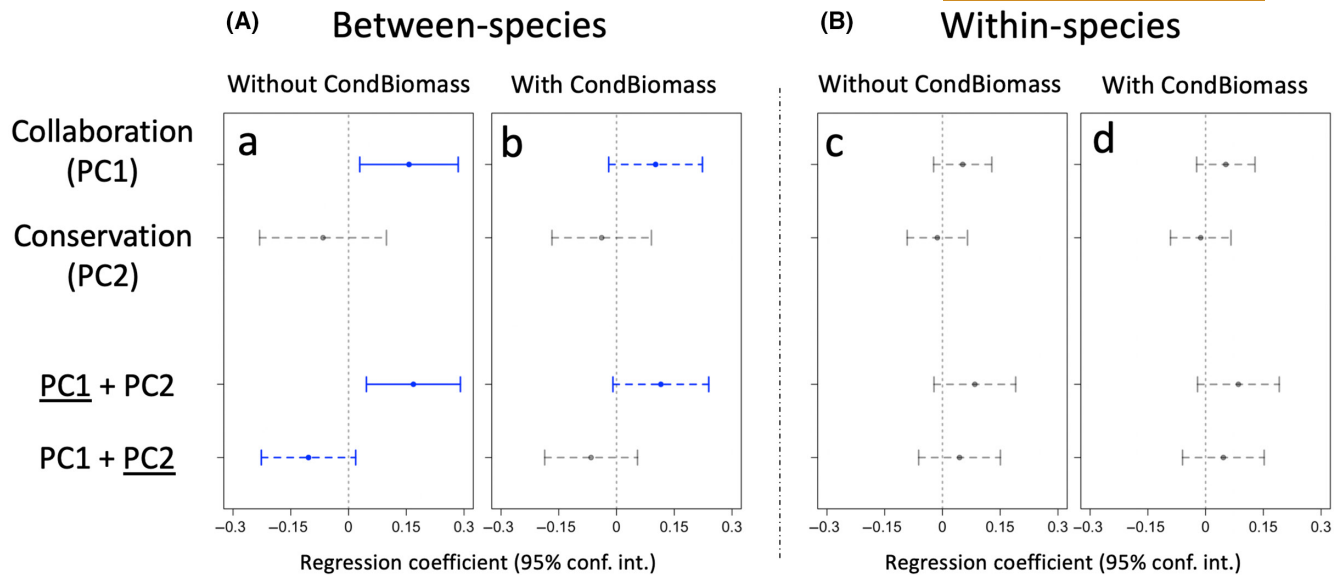 (A) Between-species
(B) Within-species
Without CondBiomass
With CondBiomass
Without CondBiomass
With CondBiomass
a
b
c
d
Collaboration
(PC1)
Conservation
(PC2)
PC1 + PC2
PC1 + PC2
−0.3 −0.15 0 0.15 0.3
−0.3 −0.15 0 0.15 0.3
−0.3 −0.15 0 0.15 0.3
−0.3 −0.15 0 0.15 0.3
Regression coefficient (95% conf. int.)
Regression coefficient (95% conf. int.)